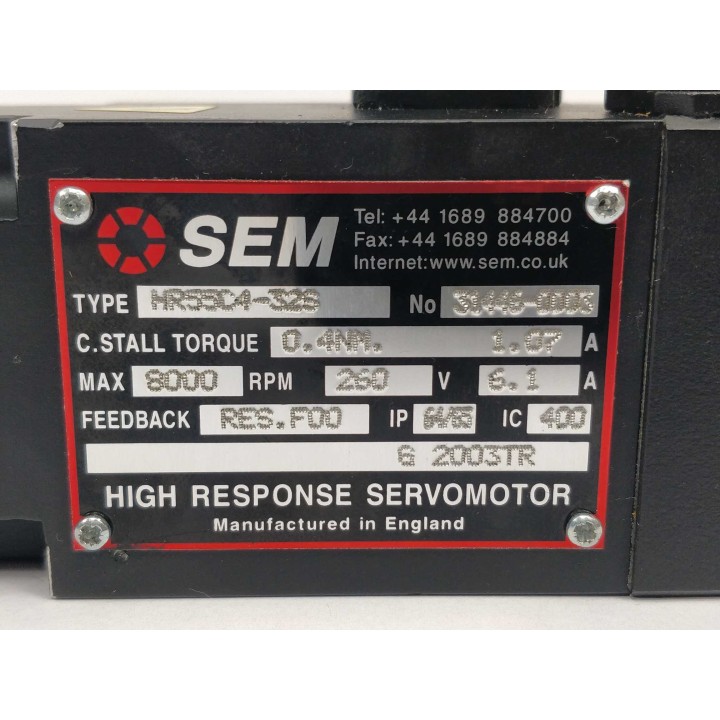 SEM
Tel: +44 1689 884700
Fax: +44 1689 884884
Internet:www.sem.co.uk
TYPE HR55C4-32S No
C.STALL TORQUE 0.4NM. 1.07 A
MAX 8000 RPM 260 V 6.1 A
FEEDBACK RES.F00 IP IC 400
6 2003TR
HIGH RESPONSE SERVOMOTOR
Manufactured in England